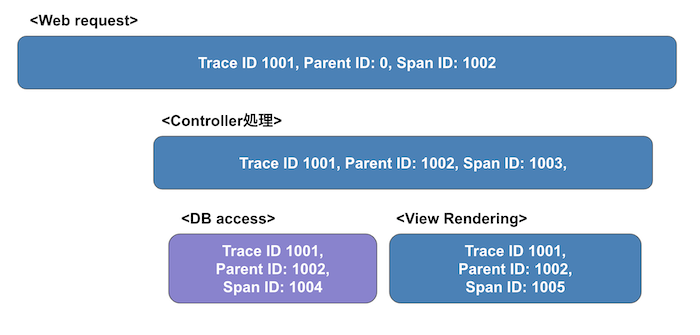 <Web request>
Trace ID 1001, Parent ID: 0, Span ID: 1002
<Controller処理>
Trace ID 1001, Parent ID: 1002, Span ID: 1003,
<DB access>
Trace ID 1001,
Parent ID: 1002,
Span ID: 1004
<View Rendering>
Trace ID 1001,
Parent ID: 1002,
Span ID: 1005